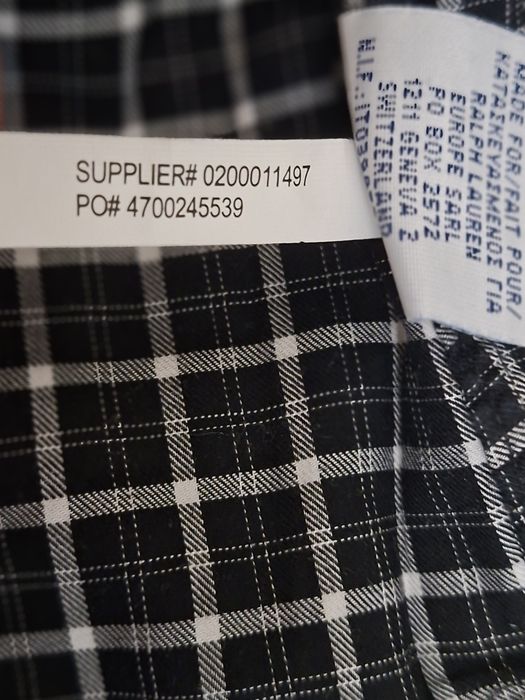 SUPPLIER# 0200011497
PO# 4700245539
MADE FOR/FAIT POUR/
ΚΑΤΑΣΚΕΥΑΣΜΕΝΟΣ ΓΙΑ
RALPH LAUREN
EUROPE SARL
PO BOX 2572
1211 GENEVA 2
SWITZERLAND
N.I.F.: